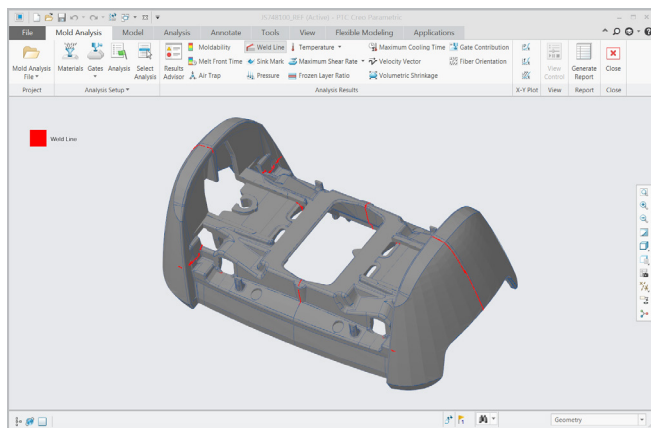 (Active) - PTC Creo Parametric
File Mold Analysis Model Analysis Annotate Tools View Flexible Modeling Applications
Mold Analysis File
Materials Gates Analysis Select Analysis
Results Advisor
Moldability Weld Line Temperature Maximum Cooling Time Gate Contribution
Melt Front Time Sink Mark Maximum Shear Rate Velocity Vector Fiber Orientation
Air Trap Pressure Frozen Layer Ratio Volumetric Shrinkage
View Control
Generate Report
Close
Project Analysis Setup Analysis Results X-Y Plot View Report Close
Weld Line
Geometry